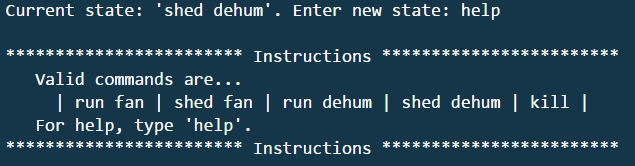 Current state: 'shed dehum'. Enter new state: help
************************ Instructions ************************
Valid commands are...
| run fan | shed fan | run dehum | shed dehum | kill |
For help, type 'help'.
************************ Instructions ************************